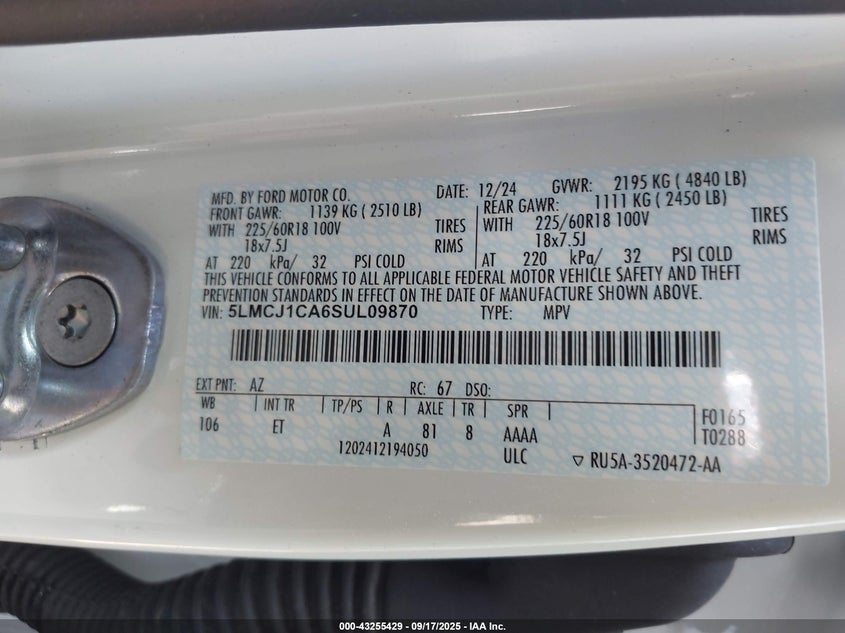 MFD. BY FORD MOTOR CO. DATE: 12/24 GVWR: 2195 KG ( 4840 LB)
FRONT GAWR: 1139 KG ( 2510 LB) REAR GAWR: 1111 KG ( 2450 LB)
WITH 225/60R18 100V TIRES WITH 225/60R18 100V TIRES
18x7.5J RIMS 18x7.5J RIMS
AT 220 kPa/ 32 PSI COLD AT 220 kPa/ 32 PSI COLD
THIS VEHICLE CONFORMS TO ALL APPLICABLE FEDERAL MOTOR VEHICLE SAFETY AND THEFT
PREVENTION STANDARDS IN EFFECT ON THE DATE OF MANUFACTURE SHOWN ABOVE.
VIN: 5LMCJ1CA6SUL09870 TYPE: MPV
EXT PNT: AZ RC: 67 DSO:
WB INT TR TP/PS R AXLE TR SPR F0165
106 ET A 81 8 AAAA T0288
1202412194050 ULC RU5A-3520472-AA
000-43255429 - 09/17/2025 - IAA Inc.